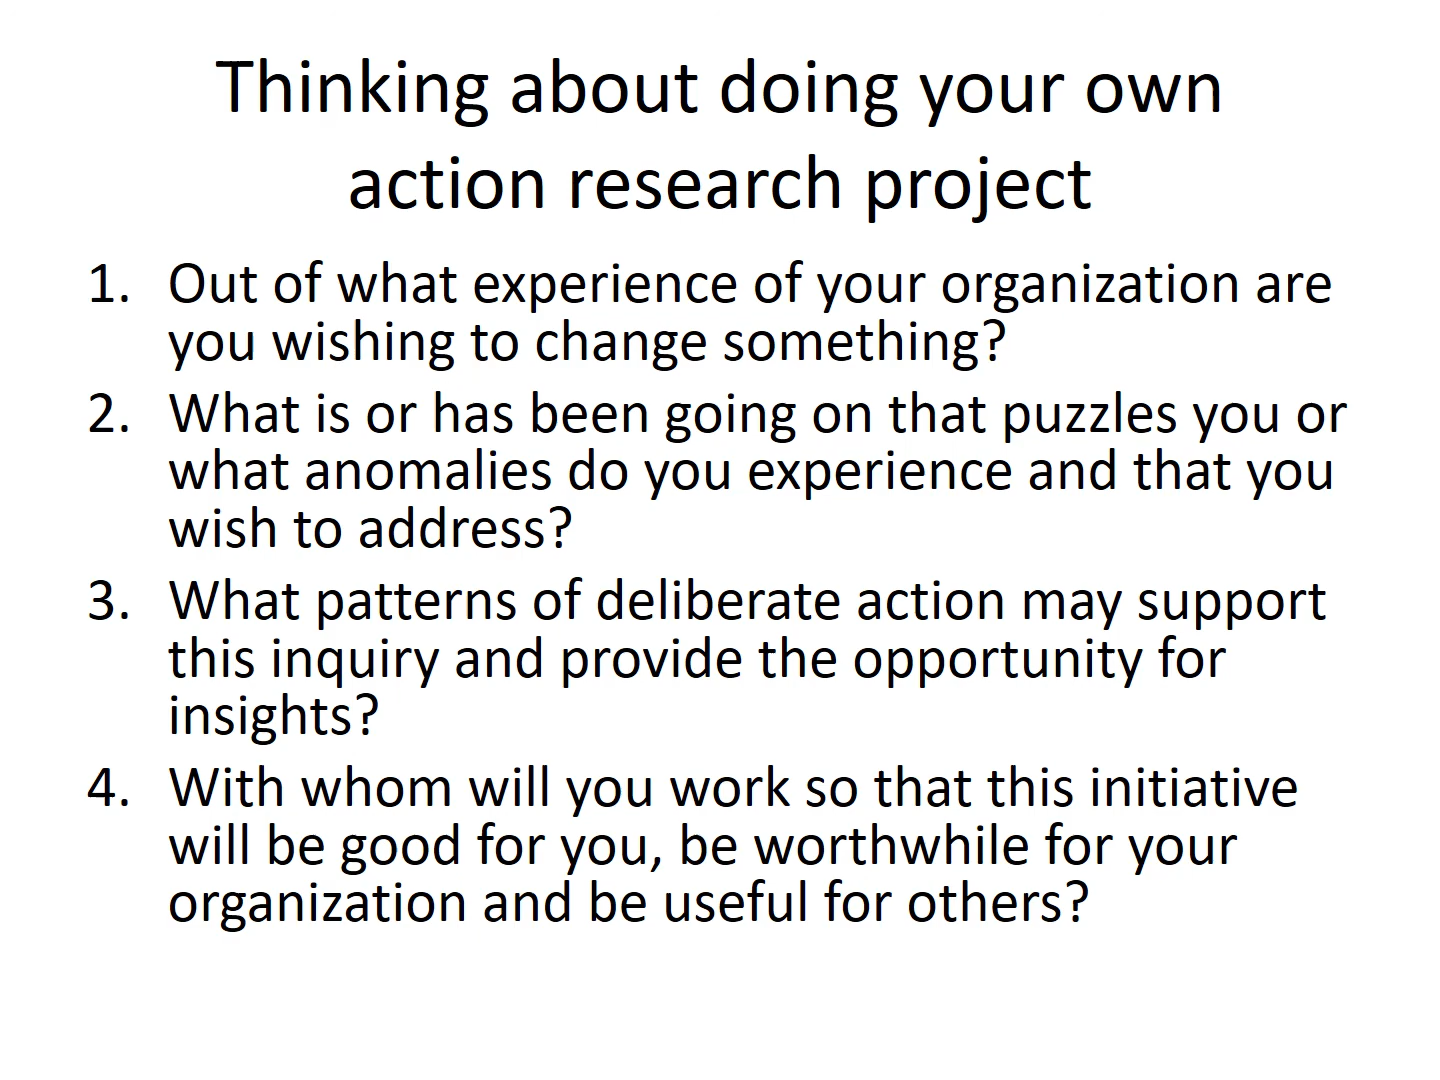 Thinking about doing your own
action research project
1. Out of what experience of your organization are
you wishing to change something?
2. What is or has been going on that puzzles you or
what anomalies do you experience and that you
wish to address?
3. What patterns of deliberate action may support
this inquiry and provide the opportunity for
insights?
4. With whom will you work so that this initiative
will be good for you, be worthwhile for your
organization and be useful for others?